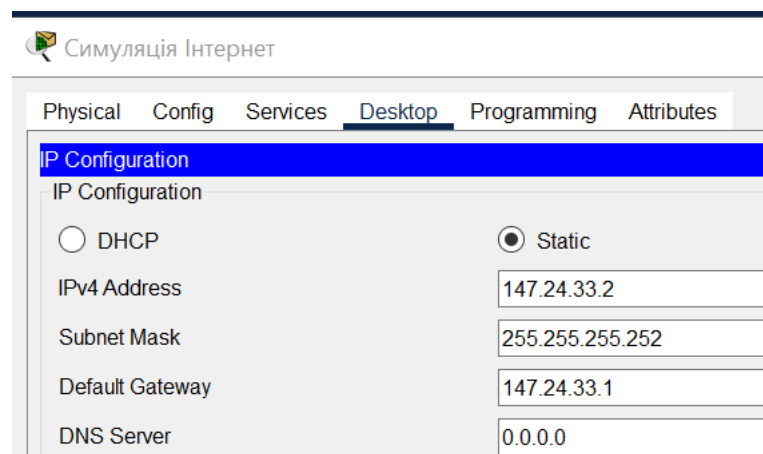 Симуляція Інтернет
Physical Config Services Desktop Programming Attributes
IP Configuration
IP Configuration
DHCP Static
IPv4 Address 147.24.33.2
Subnet Mask 255.255.255.252
Default Gateway 147.24.33.1
DNS Server 0.0.0.0